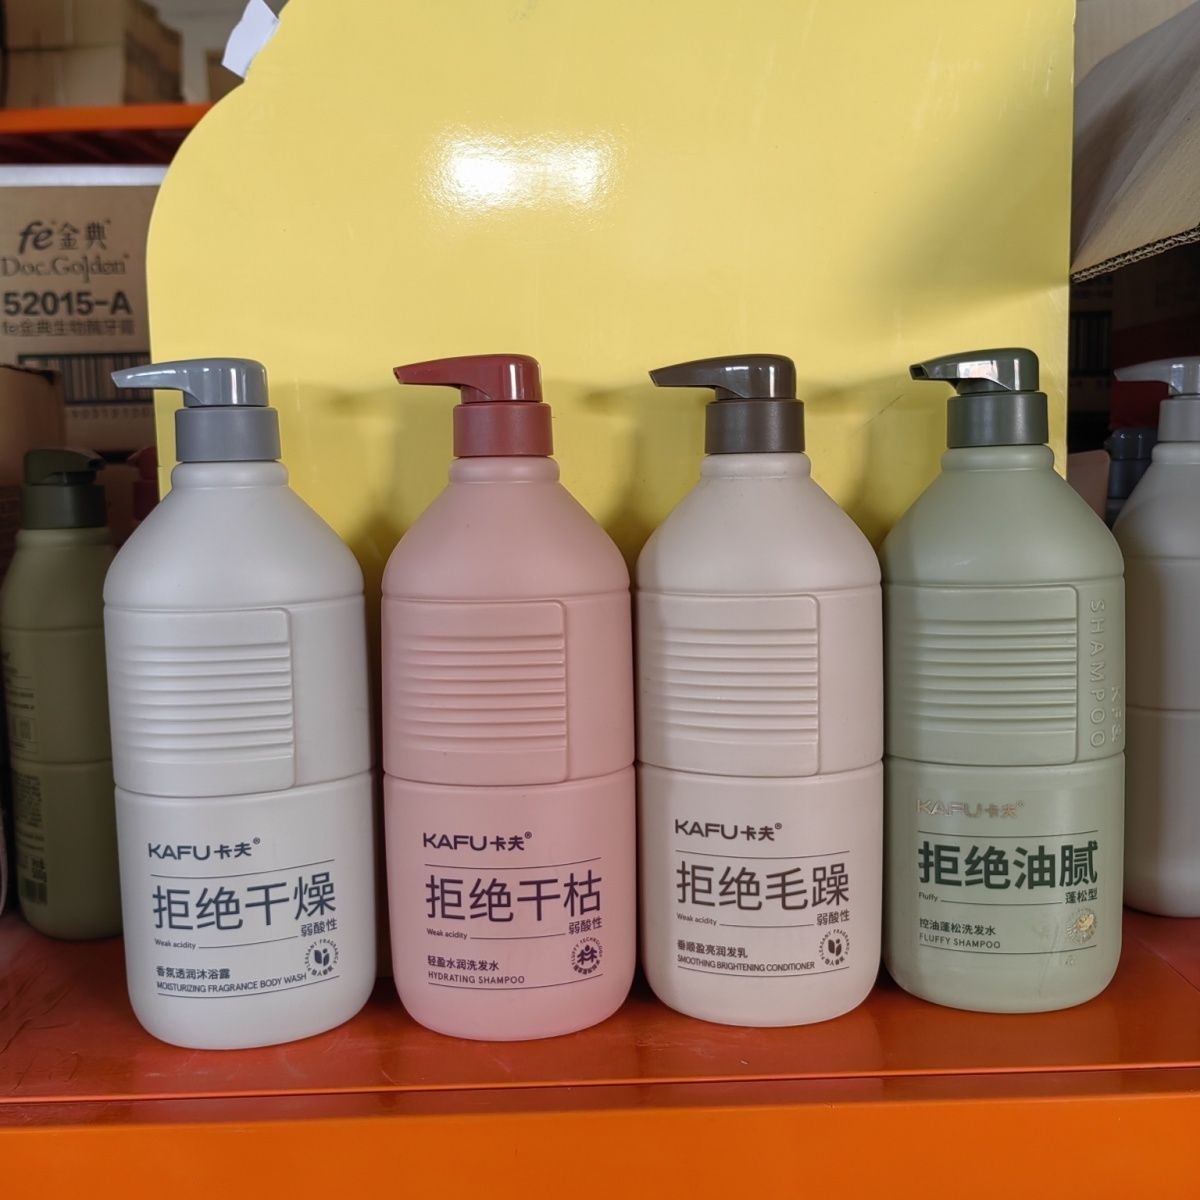 fe 金典
Doc.Golden
52015-A
fe金典生物酶牙膏
KAFU卡夫®
拒绝干燥
弱酸性
Weak acidity
香氛透润沐浴露
MOISTURIZING FRAGRANCE BODY WASH
KAFU卡夫®
拒绝干枯
弱酸性
Weak acidity
轻盈水润洗发水
HYDRATING SHAMPOO
KAFU卡夫®
拒绝毛躁
弱酸性
Weak acidity
垂顺盈亮润发乳
SMOOTHING BRIGHTENING CONDITIONER
SHAMPOO
KAFU卡夫®
拒绝油腻
Fluffy
蓬松型
控油蓬松洗发水
FLUFFY SHAMPOO